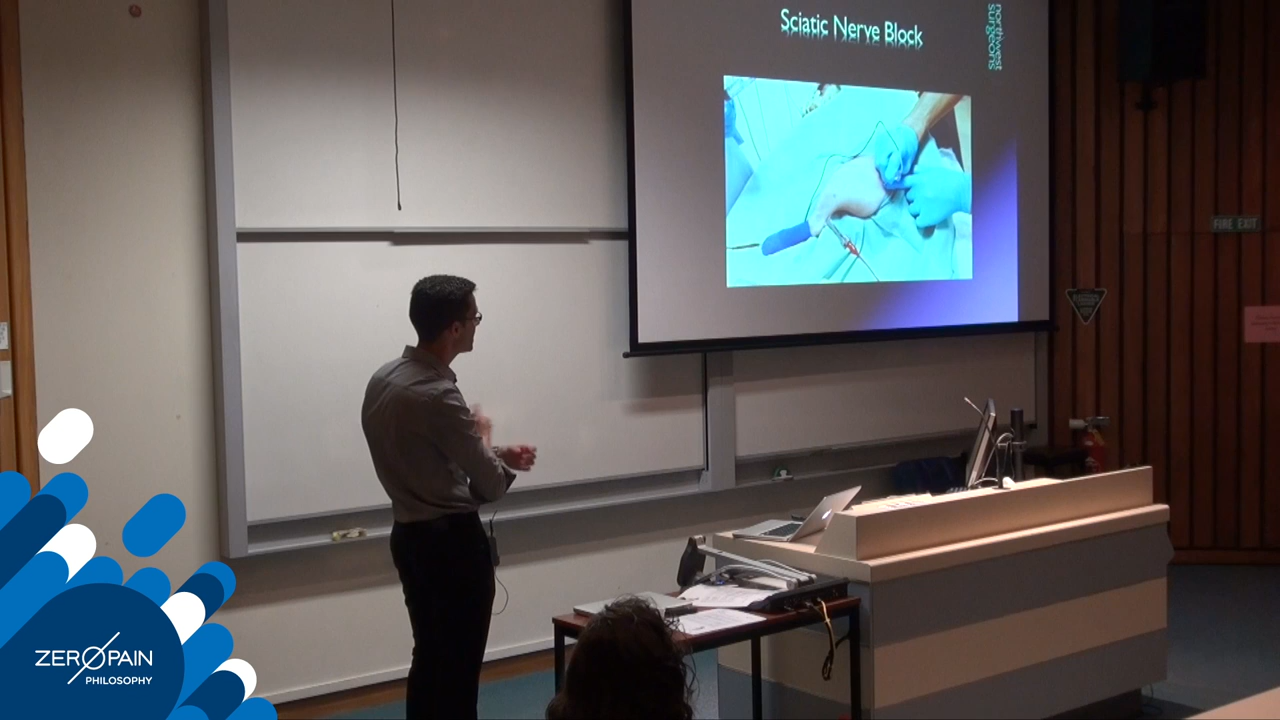 Sciatic Nerve Block
northwest
surgeons
FIRE EXIT
ZERO PAIN
PHILOSOPHY